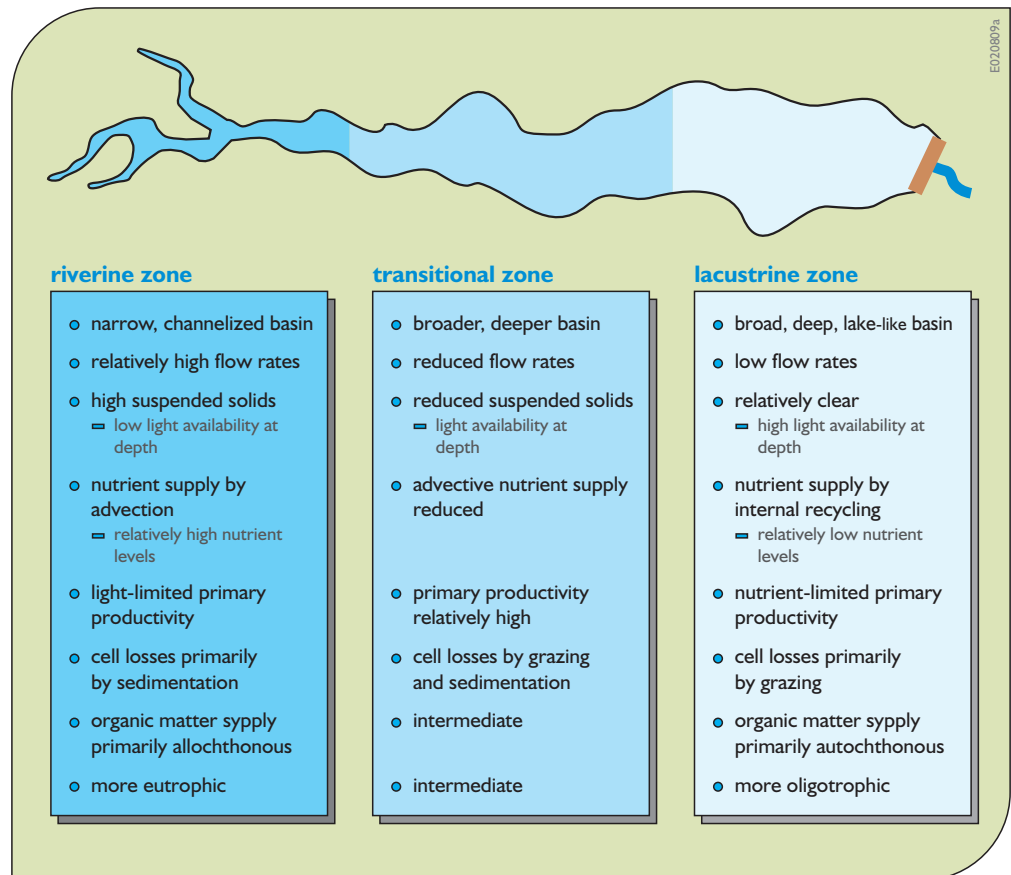 E020809a
riverine zone
narrow, channelized basin
relatively high flow rates
high suspended solids
low light availability at
depth
nutrient supply by
advection
relatively high nutrient
levels
light-limited primary
productivity
cell losses primarily
by sedimentation
organic matter sypply
primarily allochthonous
more eutrophic
transitional zone
broader, deeper basin
reduced flow rates
reduced suspended solids
light availability at
depth
advective nutrient supply
reduced
primary productivity
relatively high
cell losses by grazing
and sedimentation
intermediate
intermediate
lacustrine zone
broad, deep, lake-like basin
low flow rates
relatively clear
high light availability at
depth
nutrient supply by
internal recycling
relatively low nutrient
levels
nutrient-limited primary
productivity
cell losses primarily
by grazing
organic matter sypply
primarily autochthonous
more oligotrophic